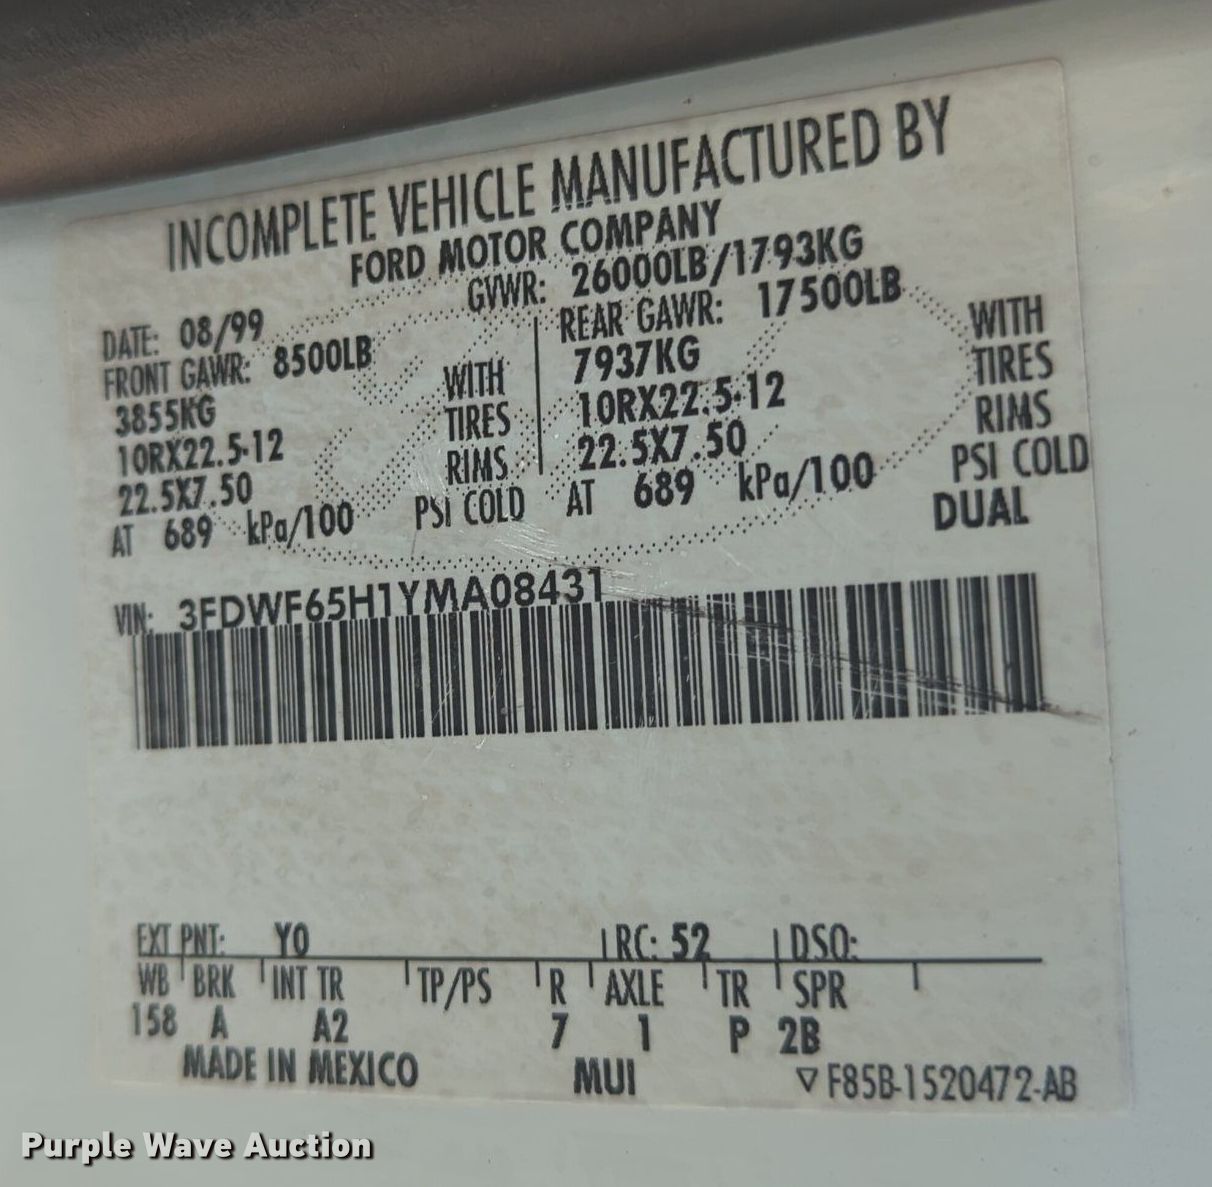 INCOMPLETE VEHICLE MANUFACTURED BY
FORD MOTOR COMPANY
DATE: 08/99 GVWR: 26000LB/1793KG
FRONT GAWR: 8500LB REAR GAWR: 17500LB
3855KG WITH 7937KG WITH
10RX22.5-12 TIRES 10RX22.5-12 TIRES
22.5X7.50 RIMS 22.5X7.50 RIMS
AT 689 kPa/100 PSI COLD AT 689 kPa/100 PSI COLD
DUAL
VIN: 3FDWF65H1YMA08431
EXT PNT: YO RC: 52 DSO:
WB BRK INT TR TP/PS R AXLE TR SPR
158 A A2 7 1 P 2B
MADE IN MEXICO MUI ▽ F85B-1520472-AB
Purple Wave Auction